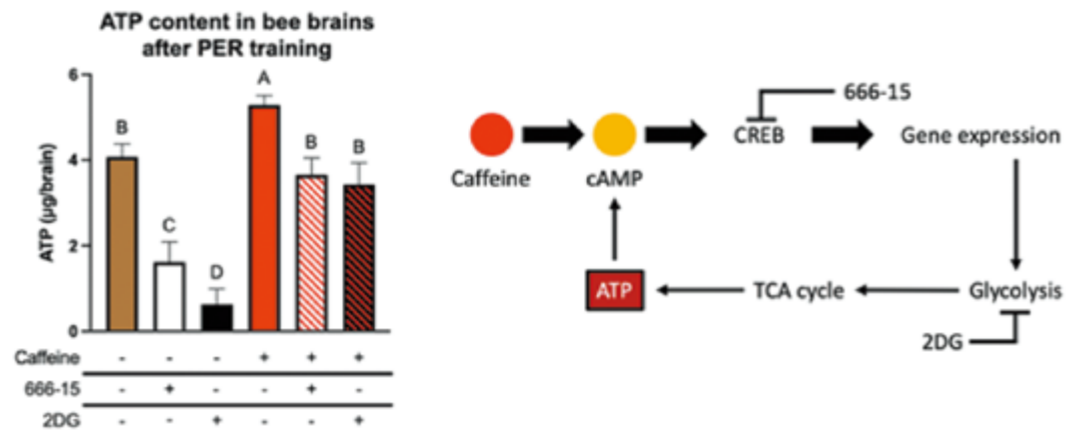 ATP content in bee brains
after PER training
ATP (µg/brain)
6
4
2
0
B
C
D
A
B
B
Caffeine - - - + + +
666-15 - + - - + -
2DG - - + - - +
666-15
Caffeine
cAMP
CREB
Gene expression
ATP
TCA cycle
Glycolysis
2DG